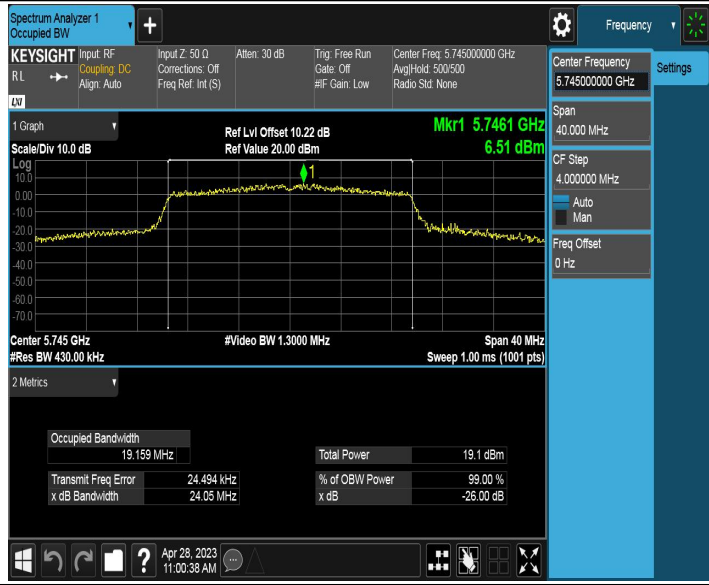 Spectrum Analyzer 1
Occupied BW
+
Frequency
KEYSIGHT
RL
LXI
Input: RF
Coupling: DC
Align: Auto
Input Z: 50 Ω
Corrections: Off
Freq Ref: Int (S)
Atten: 30 dB
Trig: Free Run
Gate: Off
#IF Gain: Low
Center Freq: 5.745000000 GHz
Avg|Hold: 500/500
Radio Std: None
Center Frequency
5.745000000 GHz
Settings
Span
40.000 MHz
CF Step
4.000000 MHz
Auto
Man
Freq Offset
0 Hz
1 Graph
Scale/Div 10.0 dB
Ref Lvl Offset 10.22 dB
Ref Value 20.00 dBm
Mkr1 5.7461 GHz
6.51 dBm
Log
10.0
0.00
-10.0
-20.0
-30.0
-40.0
-50.0
-60.0
-70.0
1
Center 5.745 GHz
#Res BW 430.00 kHz
#Video BW 1.3000 MHz
Span 40 MHz
Sweep 1.00 ms (1001 pts)
2 Metrics
Occupied Bandwidth
19.159 MHz
Total Power 19.1 dBm
Transmit Freq Error 24.494 kHz
% of OBW Power 99.00 %
x dB Bandwidth 24.05 MHz
x dB -26.00 dB
?
Apr 28, 2023
11:00:38 AM